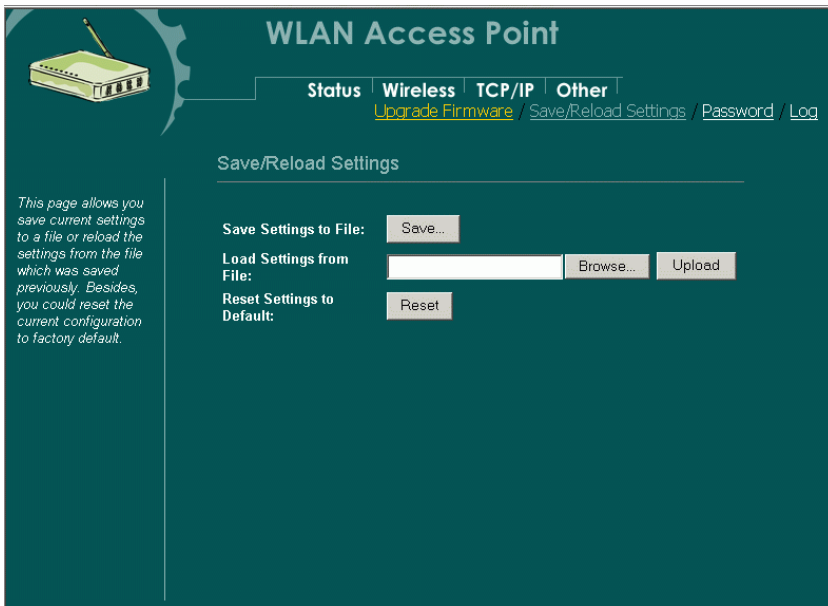 WLAN Access Point
Status Wireless TCP/IP Other
Upgrade Firmware / Save/Reload Settings / Password / Log
Save/Reload Settings
This page allows you
save current settings
to a file or reload the
settings from the file
which was saved
previously. Besides,
you could reset the
current configuration
to factory default.
Save Settings to File: Save...
Load Settings from
File: Browse... Upload
Reset Settings to
Default: Reset